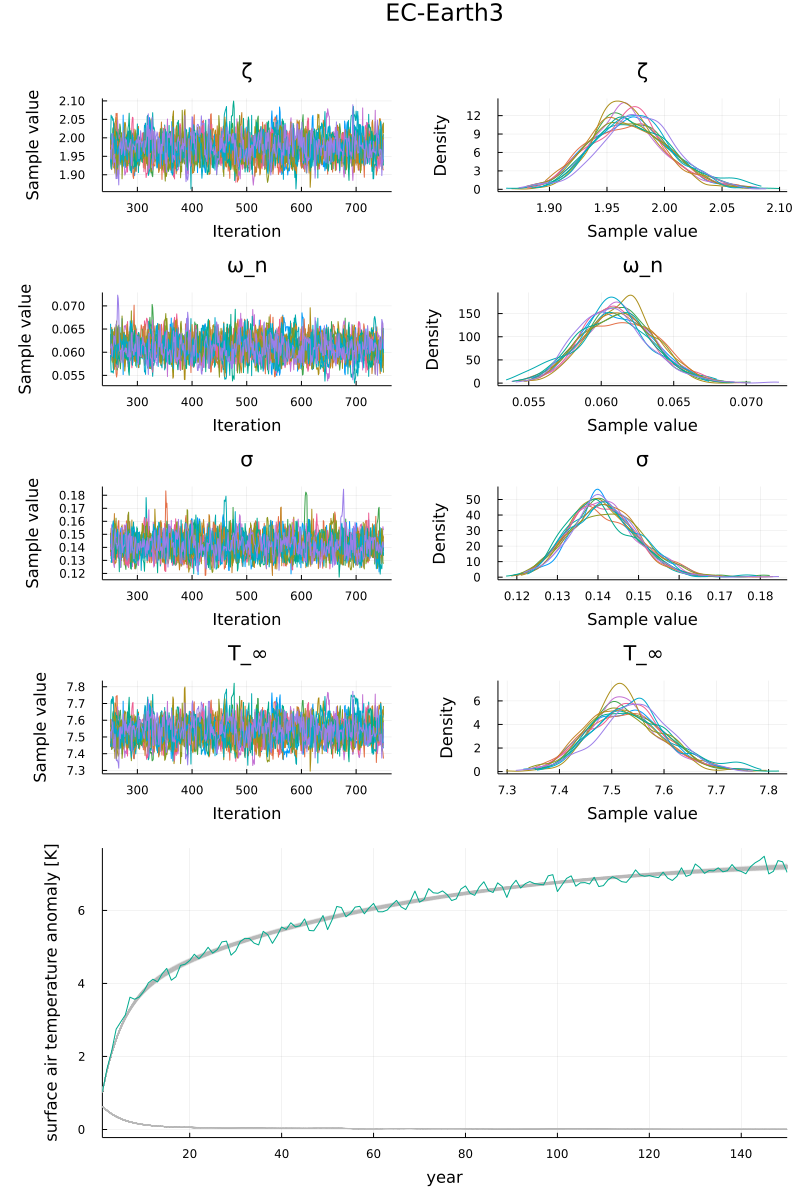 EC-Earth3
ζ
ζ
Sample value
2.10
2.05
2.00
1.95
1.90
300 400 500 600 700
Iteration
Density
12
9
6
3
0
1.90 1.95 2.00 2.05 2.10
Sample value
ω_n
ω_n
Sample value
0.070
0.065
0.060
0.055
300 400 500 600 700
Iteration
Density
150
100
50
0
0.055 0.060 0.065 0.070
Sample value
σ
σ
Sample value
0.18
0.17
0.16
0.15
0.14
0.13
0.12
300 400 500 600 700
Iteration
Density
50
40
30
20
10
0
0.12 0.13 0.14 0.15 0.16 0.17 0.18
Sample value
T_∞
T_∞
Sample value
7.8
7.7
7.6
7.5
7.4
7.3
300 400 500 600 700
Iteration
Density
6
4
2
0
7.3 7.4 7.5 7.6 7.7 7.8
Sample value
surface air temperature anomaly [K]
6
4
2
0
20 40 60 80 100 120 140
year